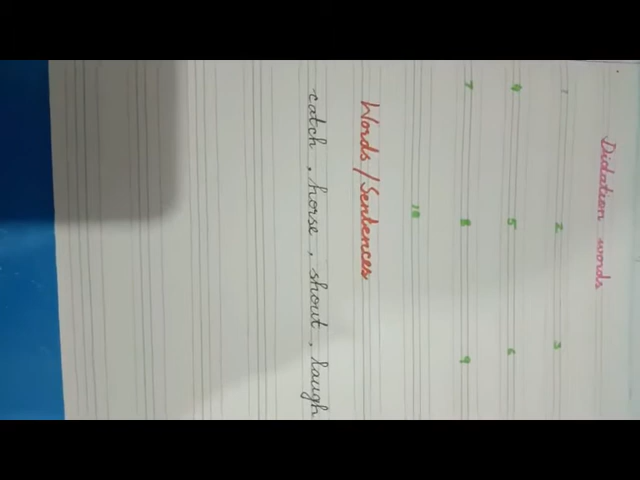 Dictation words
1 2 3
4 5 6
7 8 9
10
Words/Sentences
catch, horse, shout, laugh